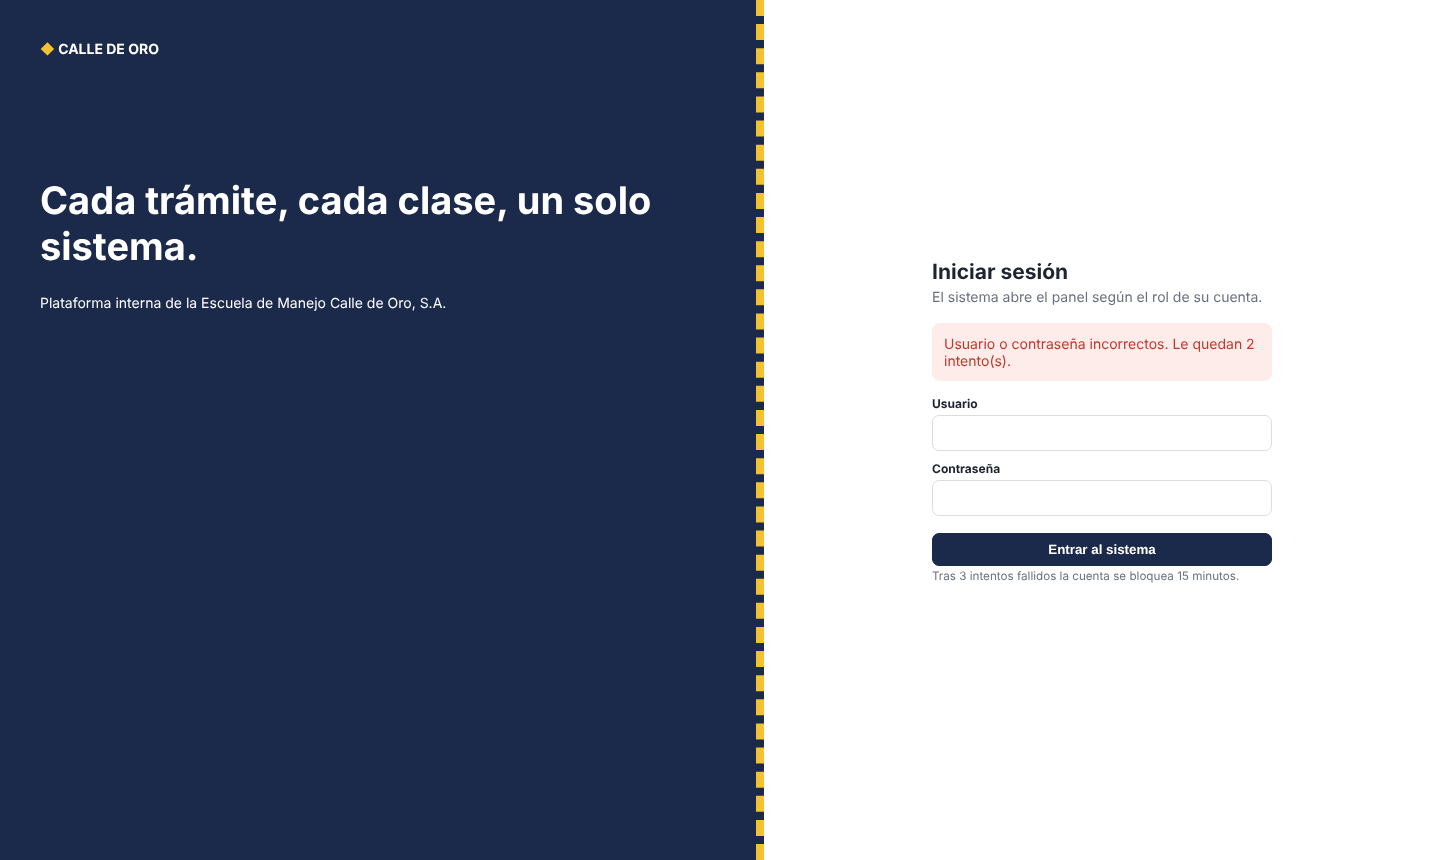 CALLE DE ORO
Cada trámite, cada clase, un solo
sistema.
Plataforma interna de la Escuela de Manejo Calle de Oro, S.A.
Iniciar sesión
El sistema abre el panel según el rol de su cuenta.
Usuario o contraseña incorrectos. Le quedan 2
intento(s).
Usuario
Contraseña
Entrar al sistema
Tras 3 intentos fallidos la cuenta se bloquea 15 minutos.